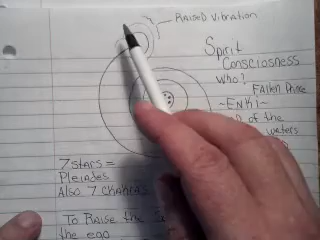 RAISED VIBRATION
Spirit
Consciousness
Who?
FALLEN
~ENKI~
OF the
waters
7 STARS =
Pleiades
Also 7 CHAKRAS
To RAISE the
the ego